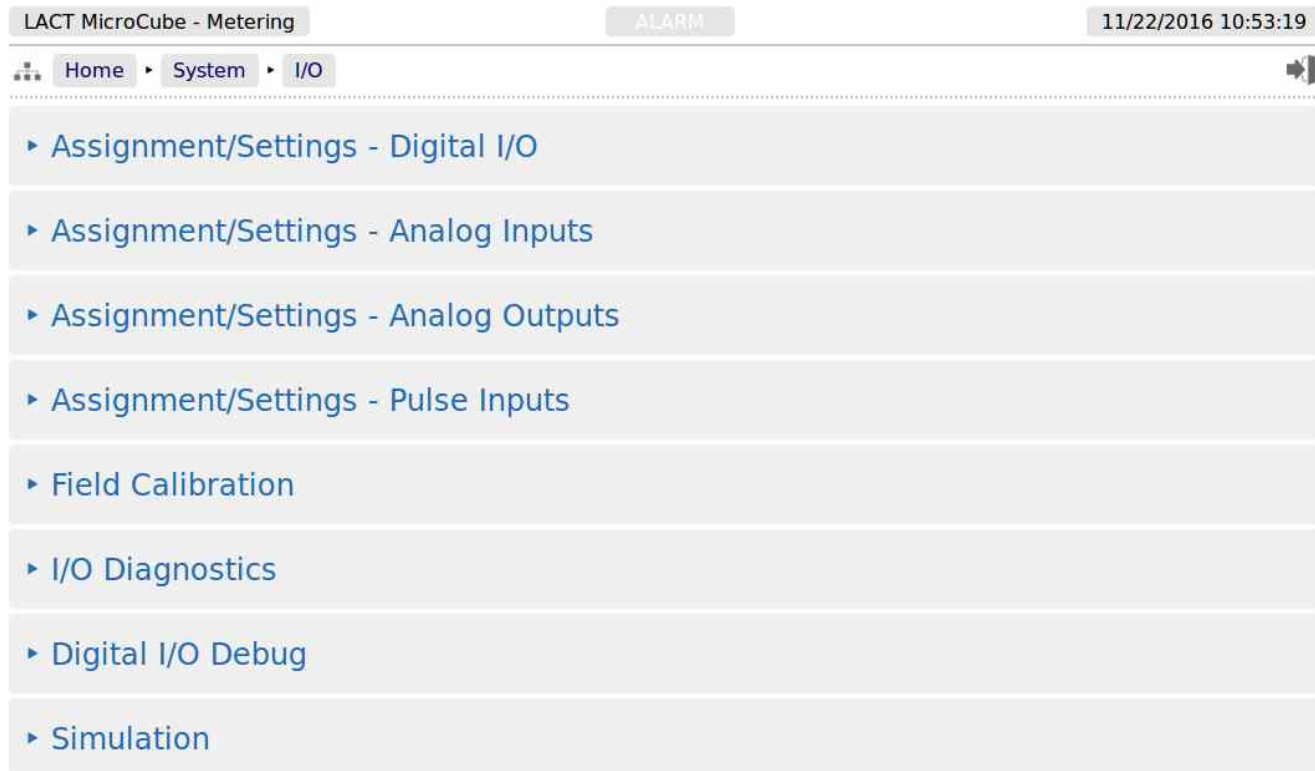 LACT MicroCube - Metering ALARM 11/22/2016 10:53:19
Home System I/O
Assignment/Settings - Digital I/O
Assignment/Settings - Analog Inputs
Assignment/Settings - Analog Outputs
Assignment/Settings - Pulse Inputs
Field Calibration
I/O Diagnostics
Digital I/O Debug
Simulation